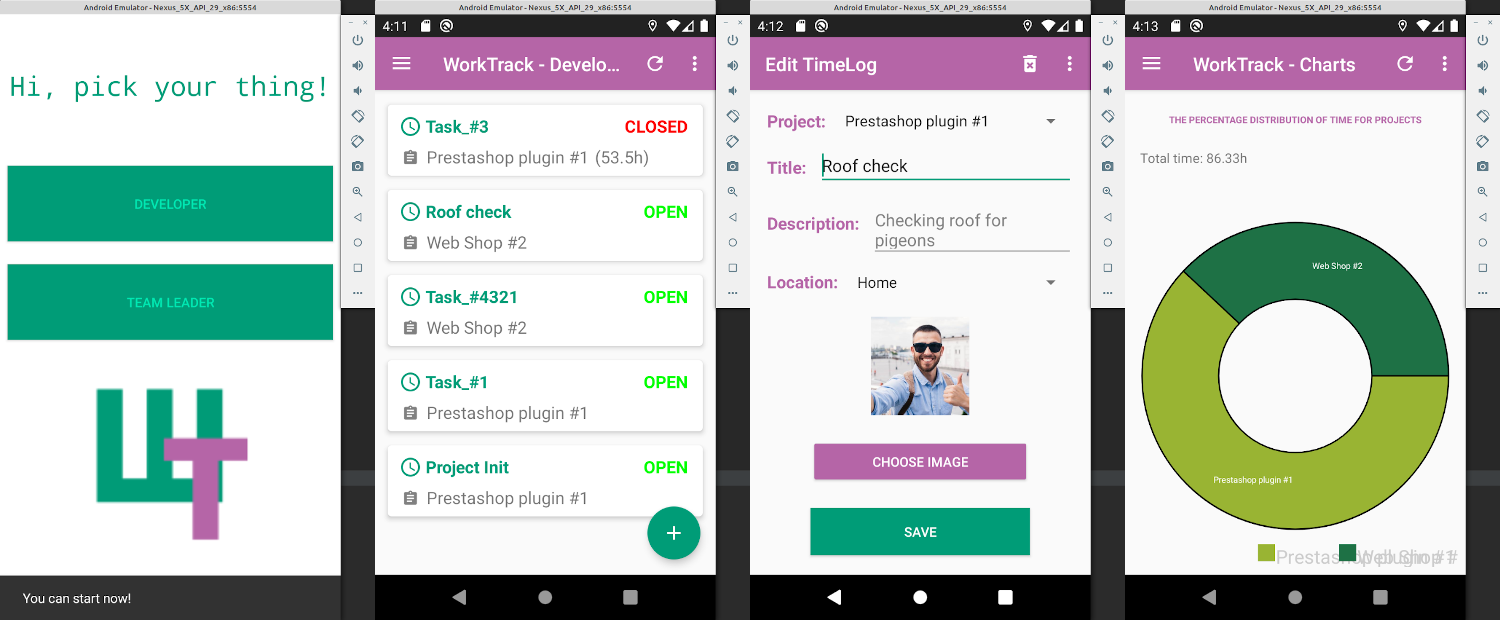 Android Emulator - Nexus_5X_API_29_x86:5554
Hi, pick your thing!
DEVELOPER
TEAM LEADER
You can start now!
Android Emulator - Nexus_5X_API_29_x86:5554
4:11
WorkTrack - Develo...
Task_#3 CLOSED
Prestashop plugin #1 (53.5h)
Roof check OPEN
Web Shop #2
Task_#4321 OPEN
Web Shop #2
Task_#1 OPEN
Prestashop plugin #1
Project Init OPEN
Prestashop plugin #1
Android Emulator - Nexus_5X_API_29_x86:5554
4:12
Edit TimeLog
Project: Prestashop plugin #1
Title: Roof check
Description: Checking roof for
pigeons
Location: Home
CHOOSE IMAGE
SAVE
Android Emulator - Nexus_5X_API_29_x86:5554
4:13
WorkTrack - Charts
THE PERCENTAGE DISTRIBUTION OF TIME FOR PROJECTS
Total time: 86.33h
Web Shop #2
Prestashop plugin #1
Prestashop plugin #1 Web Shop #